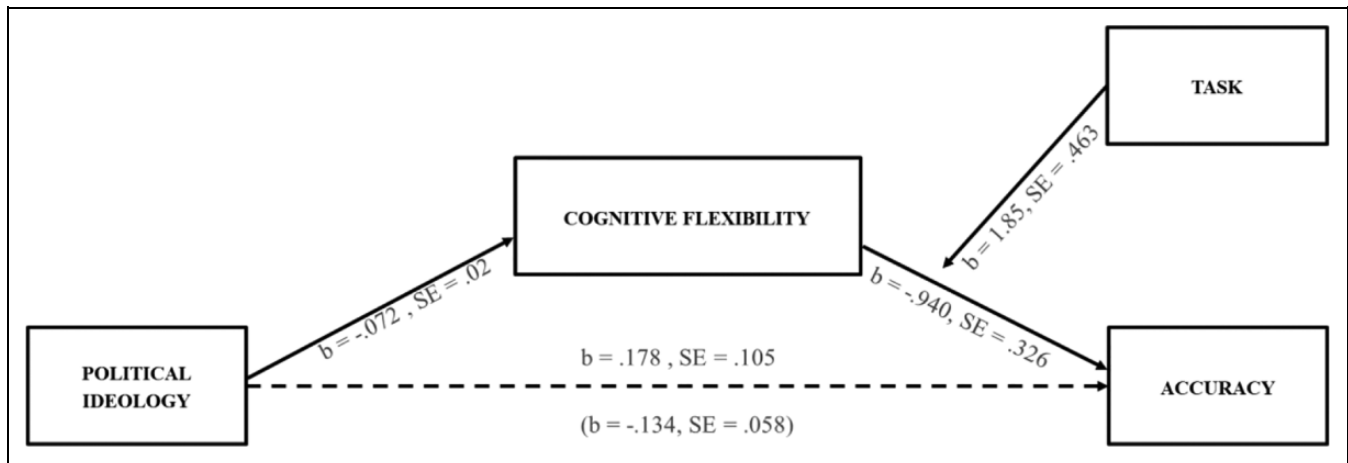 TASK
b = 1.85, SE = .463
COGNITIVE FLEXIBILITY
b = -.072 , SE = .02
b = -.940, SE = .326
POLITICAL
IDEOLOGY
b = .178 , SE = .105
(b = -.134, SE = .058)
ACCURACY